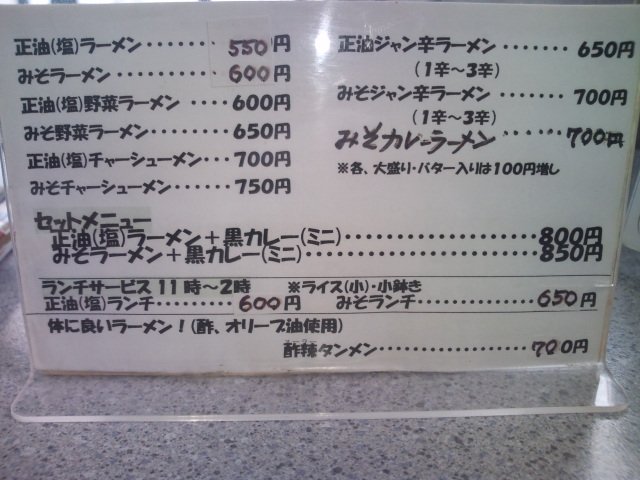 正油(塩)ラーメン・・・・・・・ 550円
みそラーメン・・・・・・・・・・ 600円
正油(塩)野菜ラーメン ・・・・600円
みそ野菜ラーメン・・・・・・・650円
正油(塩)チャーシューメン・・・700円
みそチャーシューメン・・・・・750円
正油ジャン辛ラーメン・・・・・・・650円
(1辛～3辛)
みそジャン辛ラーメン・・・・・・・700円
(1辛～3辛)
みそカレーラーメン・・・・・・700円
※各、大盛り・バター入りは100円増し
セットメニュー
正油(塩)ラーメン+黒カレー(ミニ)・・・・・・・・・・・・・・・・・・・・800円
みそラーメン+黒カレー(ミニ)・・・・・・・・・・・・・・・・・・・・・・・・850円
ランチサービス11時～2時 ※ライス(小)・小鉢き
正油(塩)ランチ・・・・・・・・600円 みそランチ・・・・・・・・・・650円
体に良いラーメン!(酢、オリーブ油使用)
酢辣タンメン・・・・・・・・・・・・・・・・700円